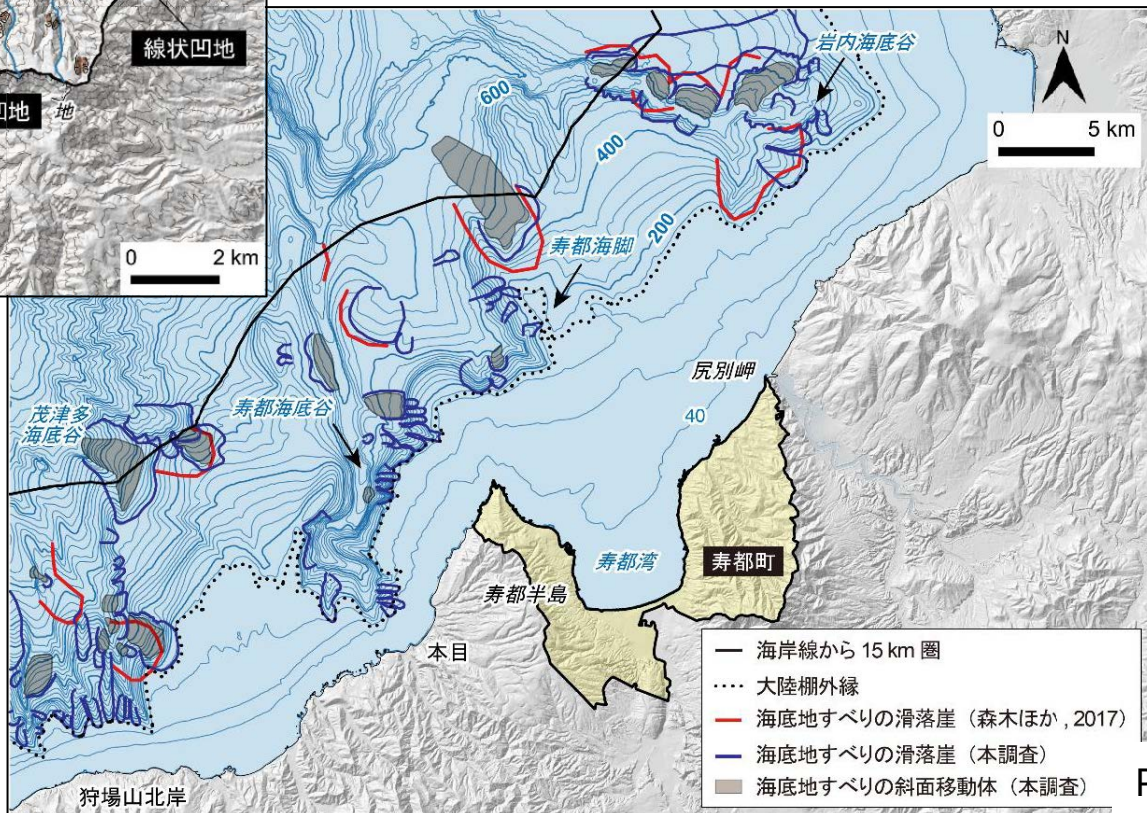 線状凹地
凹地
地
0 2 km
岩内海底谷
N
0 5 km
600
400
200
寿都海脚
尻別岬
40
茂津多
海底谷
寿都海底谷
寿都湾
寿都町
寿都半島
本目
狩場山北岸
海岸線から 15 km 圏
大陸棚外縁
海底地すべりの滑落崖（森木ほか , 2017）
海底地すべりの滑落崖（本調査）
海底地すべりの斜面移動体（本調査）